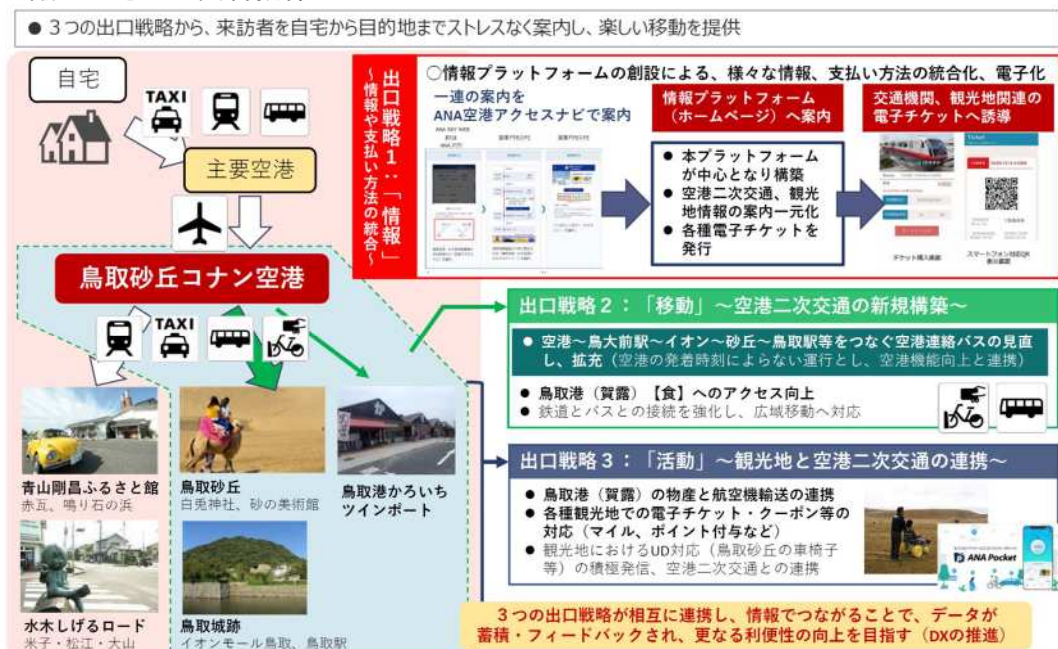 ● 3つの出口戦略から、来訪者を自宅から目的地までストレスなく案内し、楽しい移動を提供
自宅
TAXI
主要空港
鳥取砂丘コナン空港
TAXI
青山剛昌ふるさと館
赤瓦、鳴り石の浜
鳥取砂丘
白兎神社、砂の美術館
鳥取港かろいち
ツインポート
水木しげるロード
米子・松江・大山
鳥取城跡
イオンモール鳥取、鳥取駅
出口戦略1:「情報」
~情報や支払い方法の統合~
○情報プラットフォームの創設による、様々な情報、支払い方法の統合化、電子化
一連の案内を
ANA空港アクセスナビで案内
情報プラットフォーム
(ホームページ)へ案内
● 本プラットフォーム
が中心となり構築
● 空港二次交通、観光
地情報の案内一元化
● 各種電子チケットを
発行
交通機関、観光地関連の
電子チケットへ誘導
チケット購入画面
スマートフォン対応QR
出口戦略2:「移動」~空港二次交通の新規構築~
● 空港~鳥大前駅~イオン~砂丘~鳥取駅等をつなぐ空港連絡バスの見直
し、拡充(空港の発着時刻によらない運行とし、空港機能向上と連携)
● 鳥取港(賀露)【食】へのアクセス向上
● 鉄道とバスとの接続を強化し、広域移動へ対応
出口戦略3:「活動」~観光地と空港二次交通の連携~
● 鳥取港(賀露)の物産と航空機輸送の連携
● 各種観光地での電子チケット・クーポン等の
対応(マイル、ポイント付与など)
● 観光地におけるUD対応(鳥取砂丘の車椅子
等)の積極発信、空港二次交通との連携
ANA Pocket
3つの出口戦略が相互に連携し、情報でつながることで、データが
蓄積・フィードバックされ、更なる利便性の向上を目指す(DXの推進)